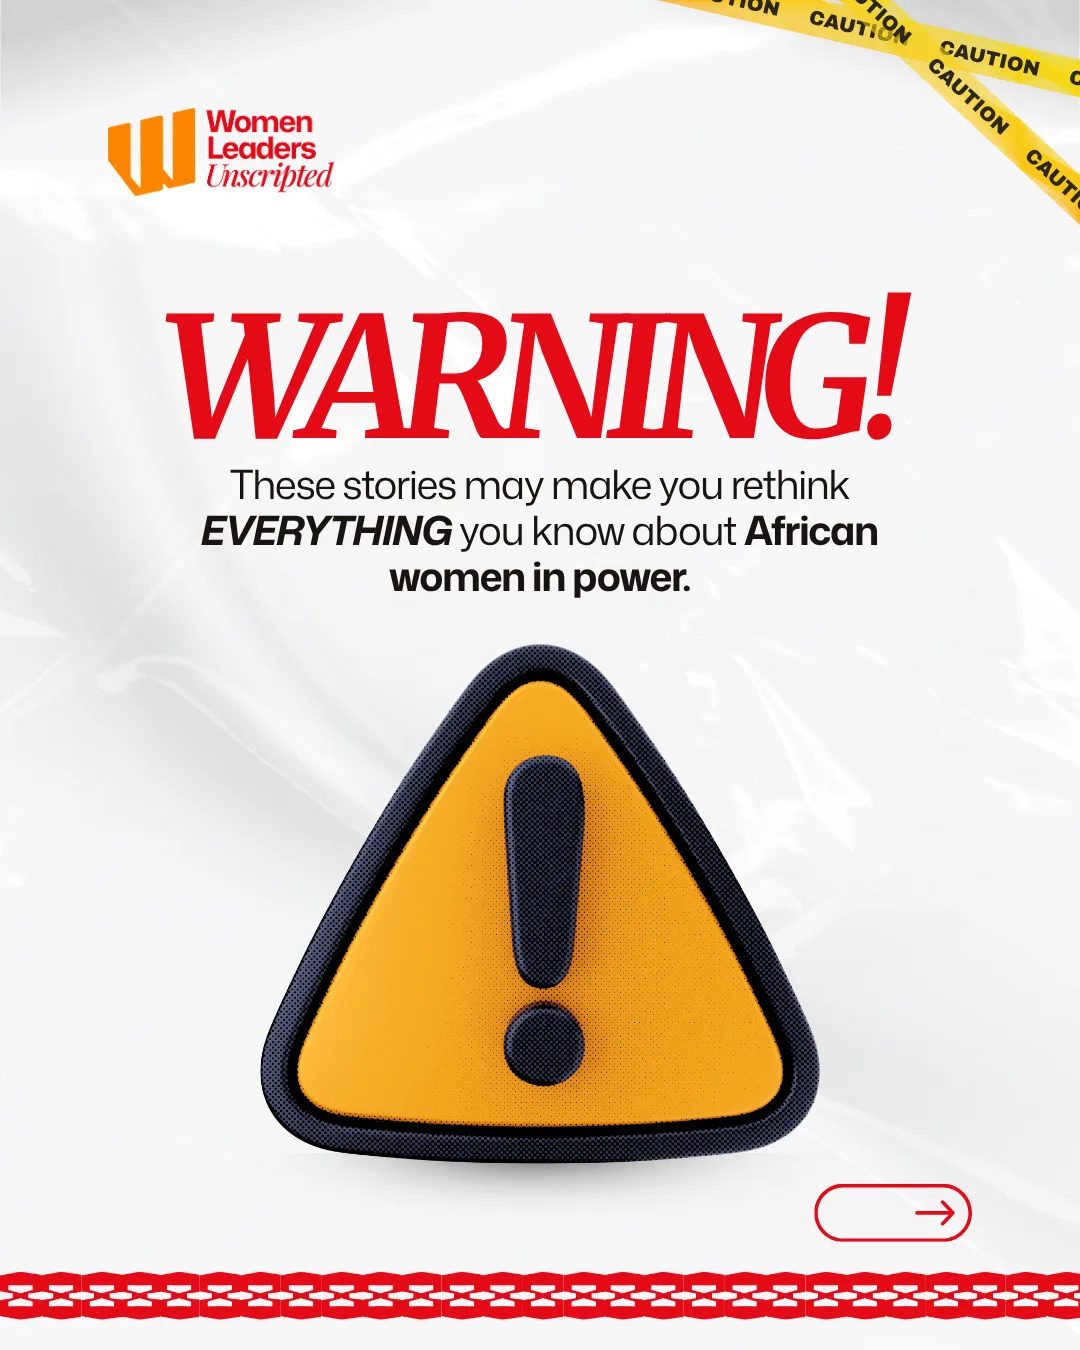 CAUTION
CAUTION
CAUTION
Women
Leaders
Unscripted
WARNING!
These stories may make you rethink
EVERYTHING you know about African
women in power.